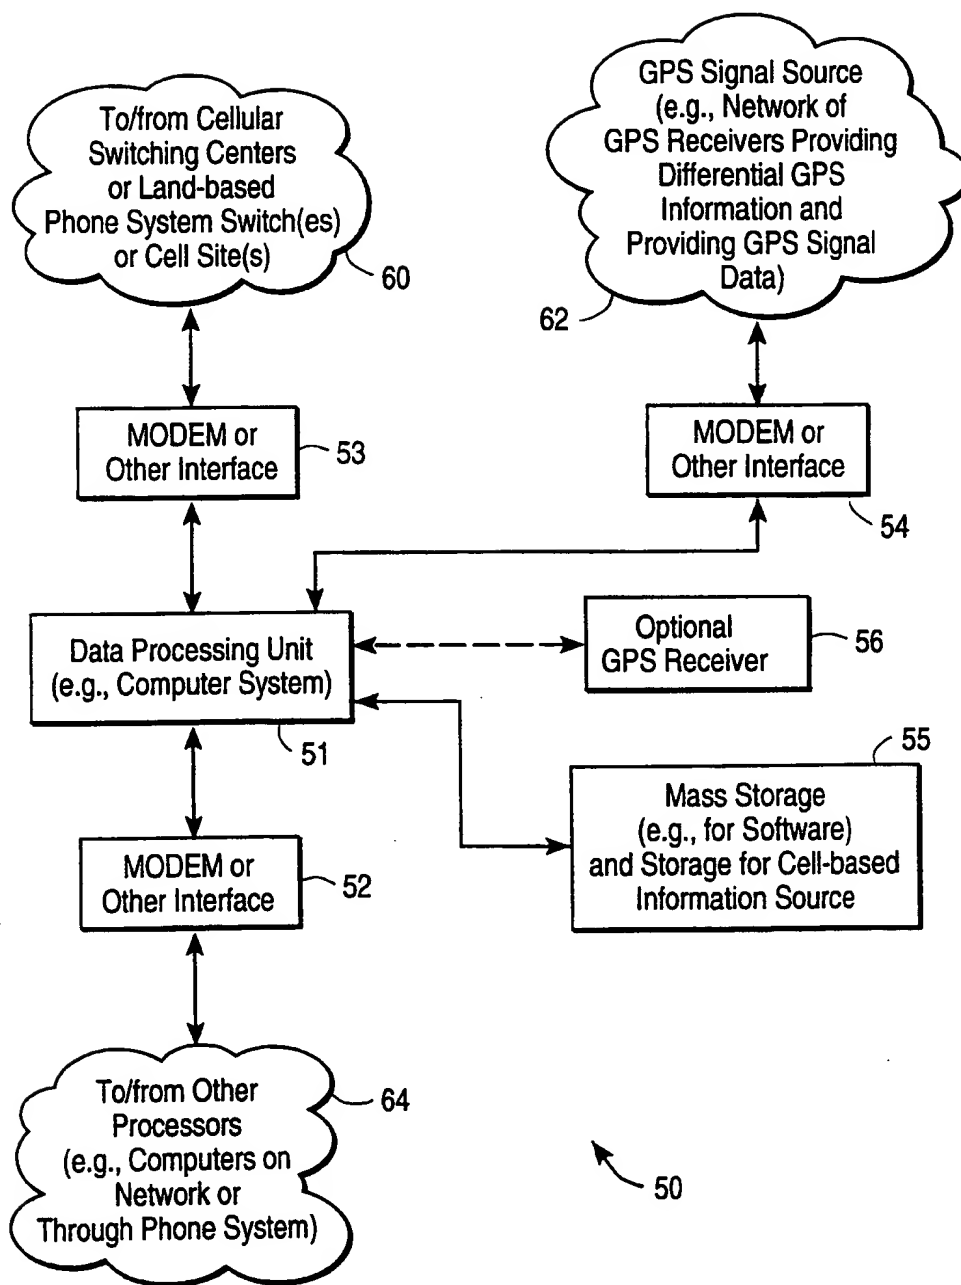 To/from Cellular
Switching Centers
or Land-based
Phone System Switch(es)
or Cell Site(s)
60
GPS Signal Source
(e.g., Network of
GPS Receivers Providing
Differential GPS
Information and
Providing GPS Signal
Data)
62
MODEM or
Other Interface
53
MODEM or
Other Interface
54
Data Processing Unit
(e.g., Computer System)
51
Optional
GPS Receiver
56
55
Mass Storage
(e.g., for Software)
and Storage for Cell-based
Information Source
MODEM or
Other Interface
52
To/from Other
Processors
(e.g., Computers on
Network or
Through Phone System)
64
50